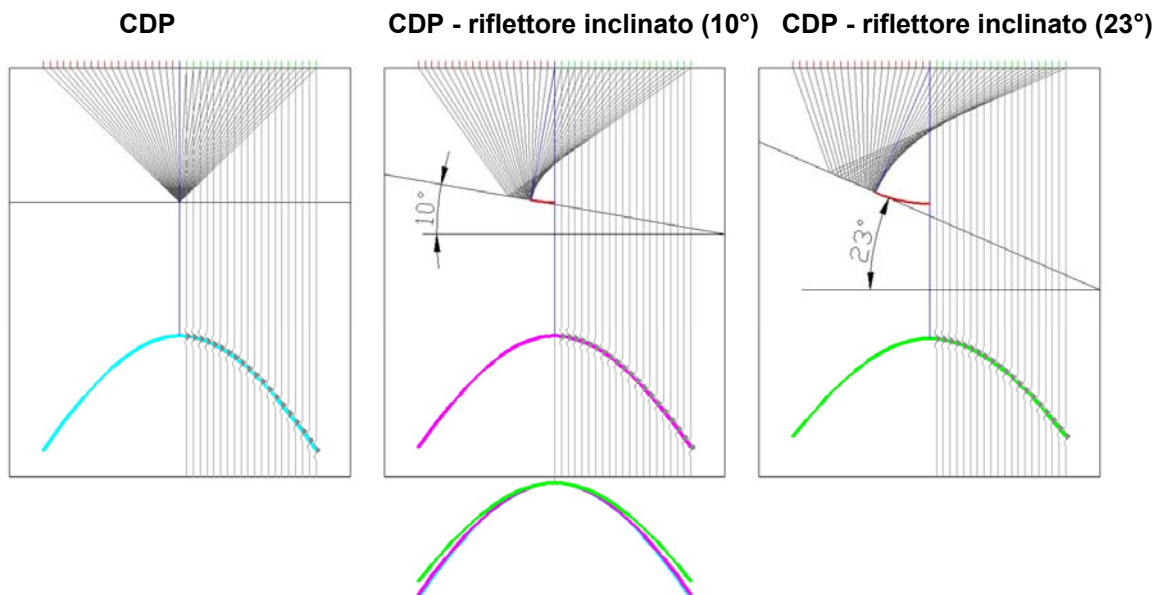 CDP
CDP - riflettore inclinato (10°)
CDP - riflettore inclinato (23°)
10°
23°